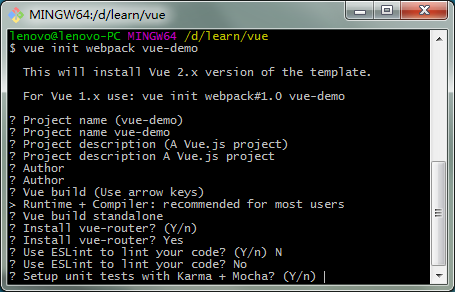 MINGW64:/d/learn/vue
lenovo@lenovo-PC MINGW64 /d/learn/vue
$ vue init webpack vue-demo
This will install Vue 2.x version of the template.
For Vue 1.x use: vue init webpack#1.0 vue-demo
? Project name (vue-demo)
? Project name vue-demo
? Project description (A Vue.js project)
? Project description A Vue.js project
? Author
? Author
? Vue build (Use arrow keys)
> Runtime + Compiler: recommended for most users
? Vue build standalone
? Install vue-router? (Y/n)
? Install vue-router? Yes
? Use ESLint to lint your code? (Y/n) N
? Use ESLint to lint your code? No
? Setup unit tests with Karma + Mocha? (Y/n)